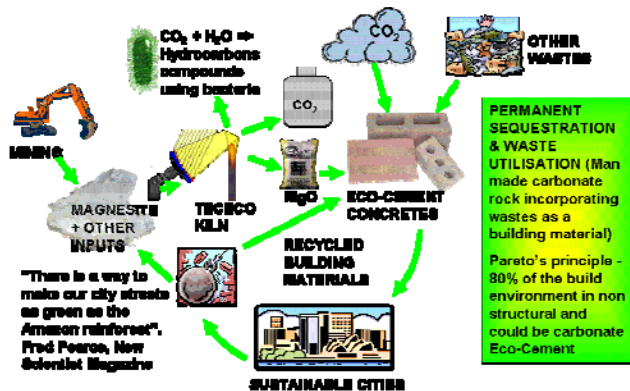 CO₂ + H₂O =>
Hydrocarbons
compounds
using bacteria
CO₂
OTHER
WASTES
CO₂
MINING
MAGNESITE
+ OTHER
INPUTS
TECECO
KILN
MgO
ECO-CEMENT
CONCRETES
RECYCLED
BUILDING
MATERIALS
"There is a way to
make our city streets
as green as the
Amazon rainforest".
Fred Pearce, New
Scientist Magazine
SUSTAINABLE CITIES
PERMANENT
SEQUESTRATION
& WASTE
UTILISATION (Man
made carbonate
rock incorporating
wastes as a
building material)
Pareto's principle -
80% of the build
environment in non
structural and
could be carbonate
Eco-Cement